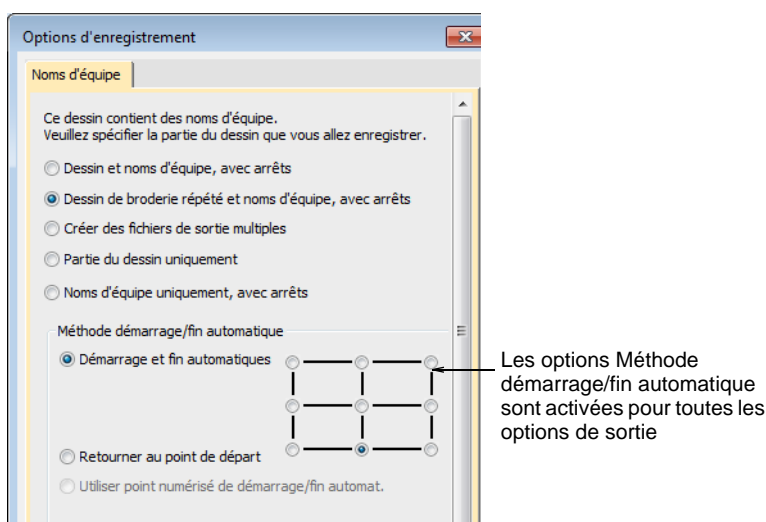 Options d'enregistrement
Noms d'équipe
Ce dessin contient des noms d'équipe.
Veuillez spécifier la partie du dessin que vous allez enregistrer.
Dessin et noms d'équipe, avec arrêts
Dessin de broderie répété et noms d'équipe, avec arrêts
Créer des fichiers de sortie multiples
Partie du dessin uniquement
Noms d'équipe uniquement, avec arrêts
Méthode démarrage/fin automatique
Démarrage et fin automatiques
Retourner au point de départ
Utiliser point numérisé de démarrage/fin automat.
Les options Méthode
démarrage/fin automatique
sont activées pour toutes les
options de sortie